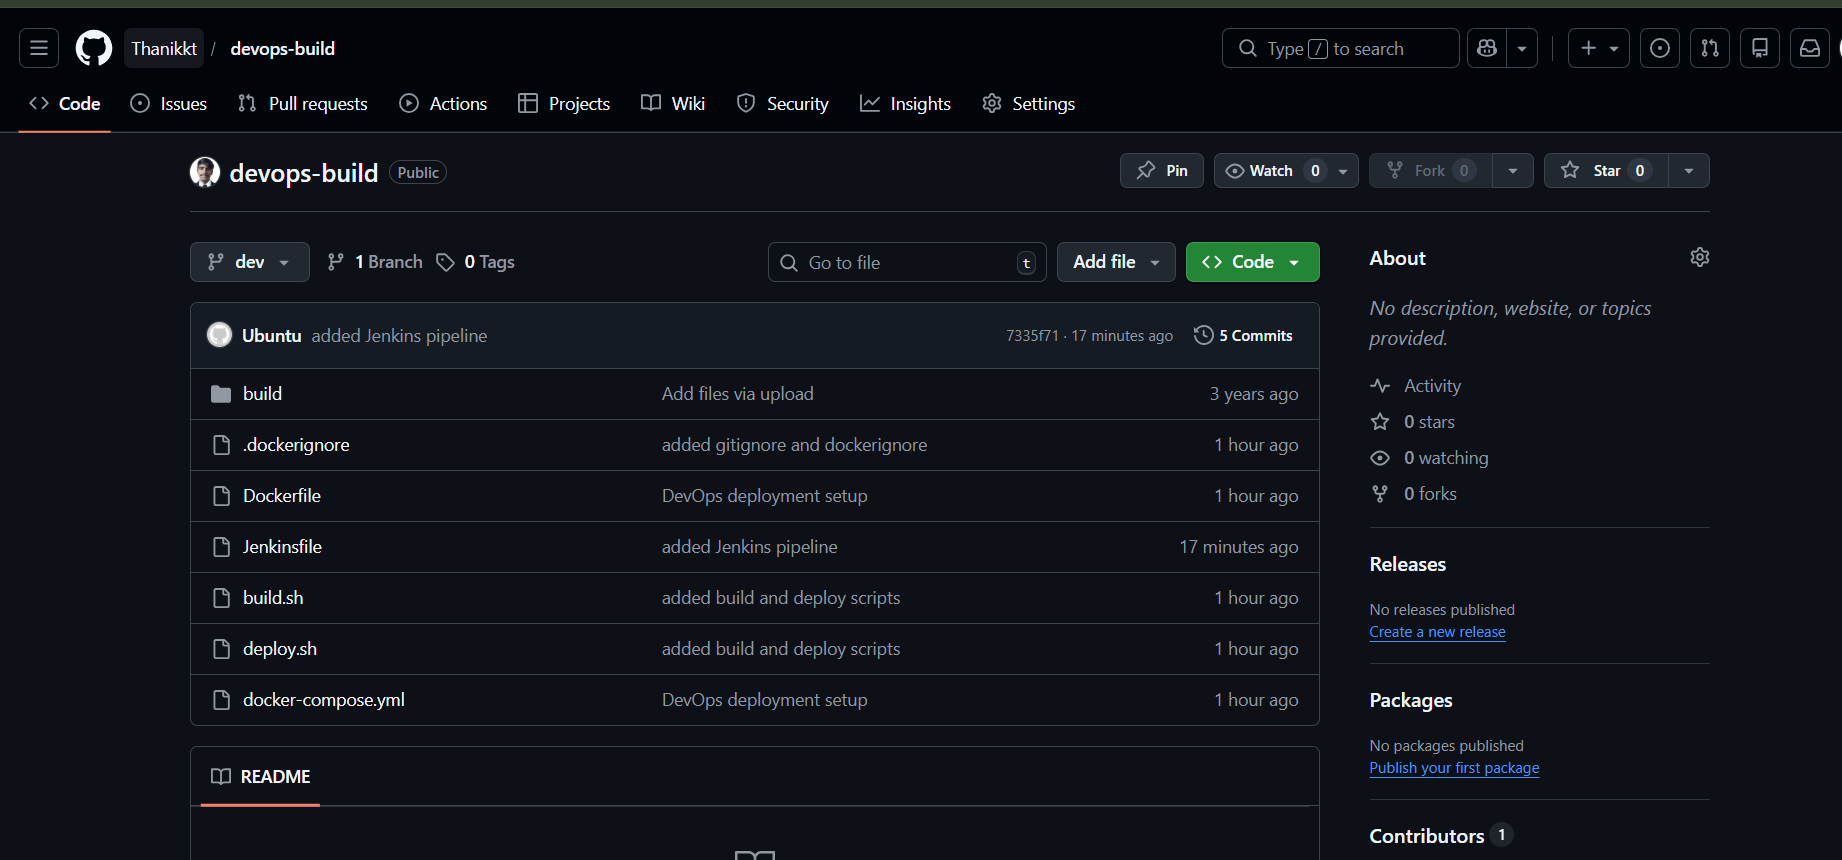 Thanikkt / devops-build
Type / to search
Code Issues Pull requests Actions Projects Wiki Security Insights Settings
devops-build Public
Pin Watch 0 Fork 0 Star 0
dev 1 Branch 0 Tags Go to file t Add file Code
Ubuntu added Jenkins pipeline 7335f71 · 17 minutes ago 5 Commits
build Add files via upload 3 years ago
.dockerignore added gitignore and dockerignore 1 hour ago
Dockerfile DevOps deployment setup 1 hour ago
Jenkinsfile added Jenkins pipeline 17 minutes ago
build.sh added build and deploy scripts 1 hour ago
deploy.sh added build and deploy scripts 1 hour ago
docker-compose.yml DevOps deployment setup 1 hour ago
README
About
No description, website, or topics
provided.
Activity
0 stars
0 watching
0 forks
Releases
No releases published
Create a new release
Packages
No packages published
Publish your first package
Contributors 1